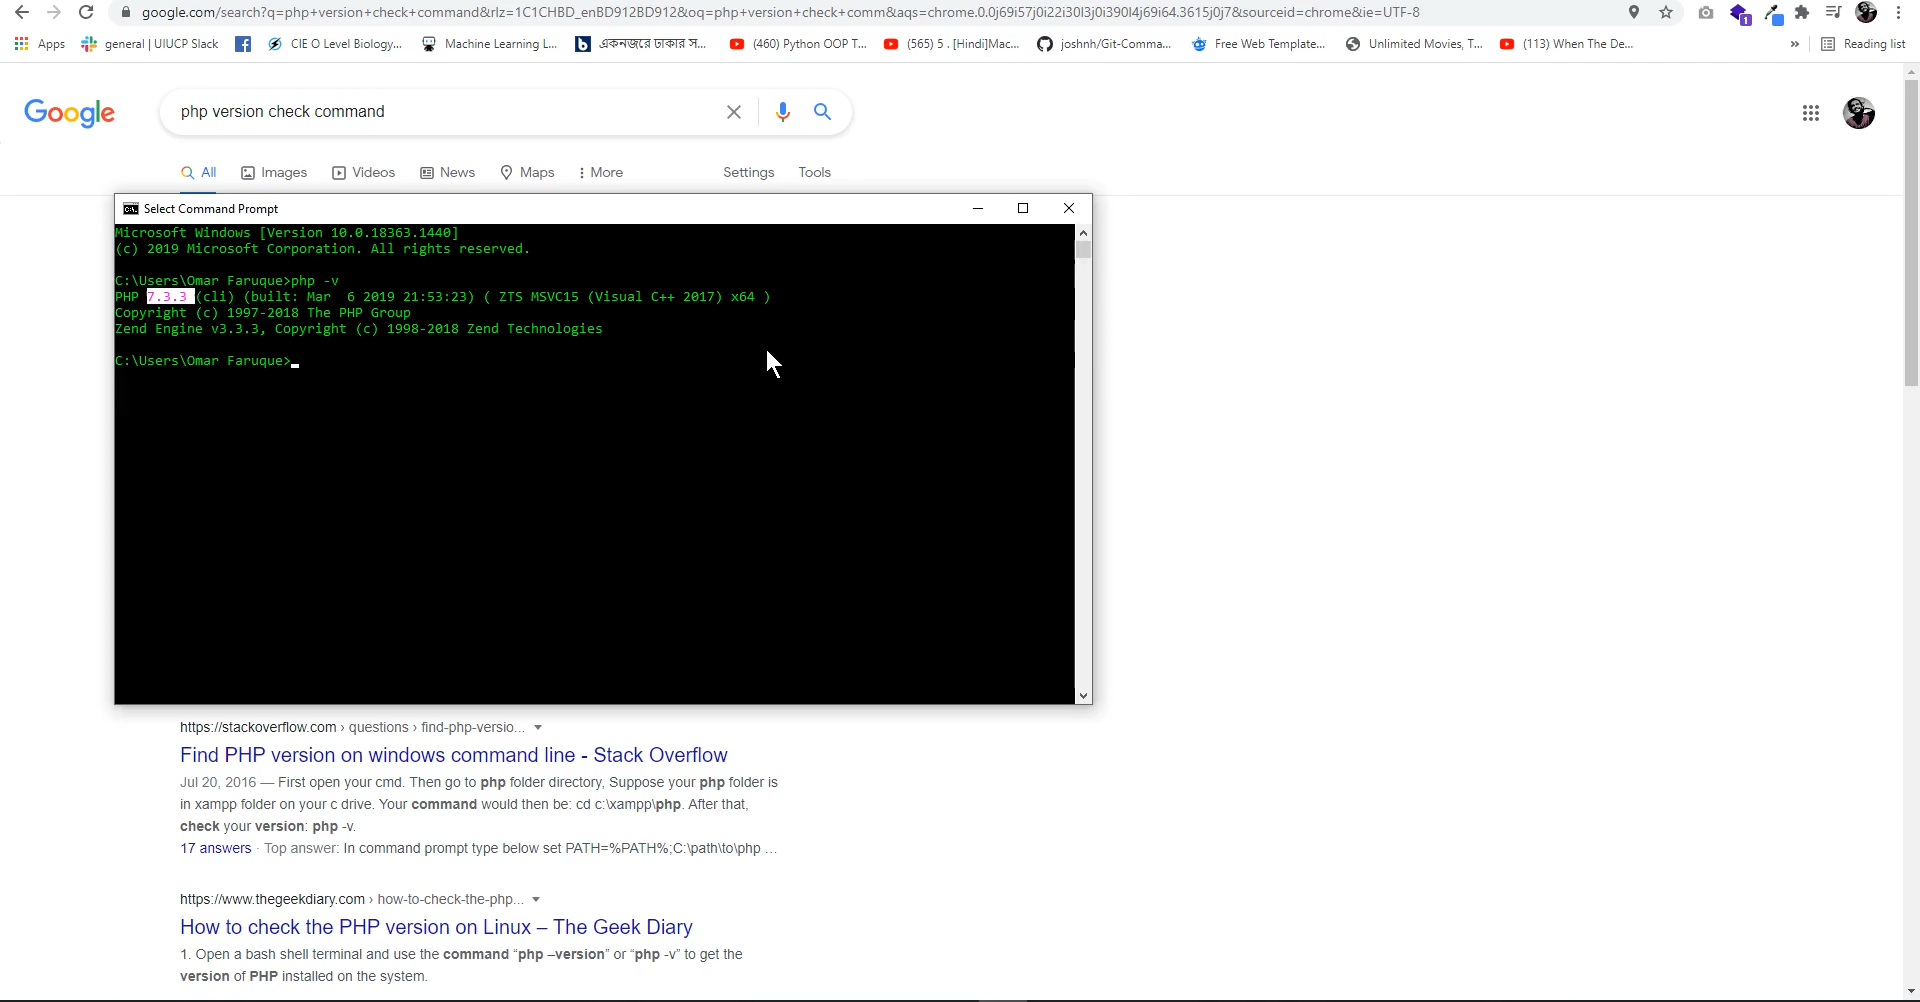 google.com/search?q=php+version+check+command&rlz=1C1CHBD_enBD912BD912&oq=php+version+check+comm&aqs=chrome.0.0j69i57j0i22i30l3j0i390l4j69i64.3615j0j7&sourceid=chrome&ie=UTF-8
Apps general | UIUCP Slack CIE O Level Biology... Machine Learning L... একনজরে ঢাকার স... (460) Python OOP T... (565) 5 . [Hindi]Mac... joshnh/Git-Comma... Free Web Template... Unlimited Movies, T... (113) When The De... » Reading list
Google php version check command
All Images Videos News Maps More Settings Tools
Select Command Prompt
Microsoft Windows [Version 10.0.18363.1440]
(c) 2019 Microsoft Corporation. All rights reserved.
C:\Users\Omar Faruque>php -v
PHP 7.3.3 (cli) (built: Mar  6 2019 21:53:23) ( ZTS MSVC15 (Visual C++ 2017) x64 )
Copyright (c) 1997-2018 The PHP Group
Zend Engine v3.3.3, Copyright (c) 1998-2018 Zend Technologies
C:\Users\Omar Faruque>
https://stackoverflow.com › questions › find-php-versio...
Find PHP version on windows command line - Stack Overflow
Jul 20, 2016 — First open your cmd. Then go to php folder directory, Suppose your php folder is
in xampp folder on your c drive. Your command would then be: cd c:\xampp\php. After that,
check your version: php -v.
17 answers · Top answer: In command prompt type below set PATH=%PATH%;C:\path\to\php ...
https://www.thegeekdiary.com › how-to-check-the-php...
How to check the PHP version on Linux – The Geek Diary
1. Open a bash shell terminal and use the command “php –version” or “php -v” to get the
version of PHP installed on the system.